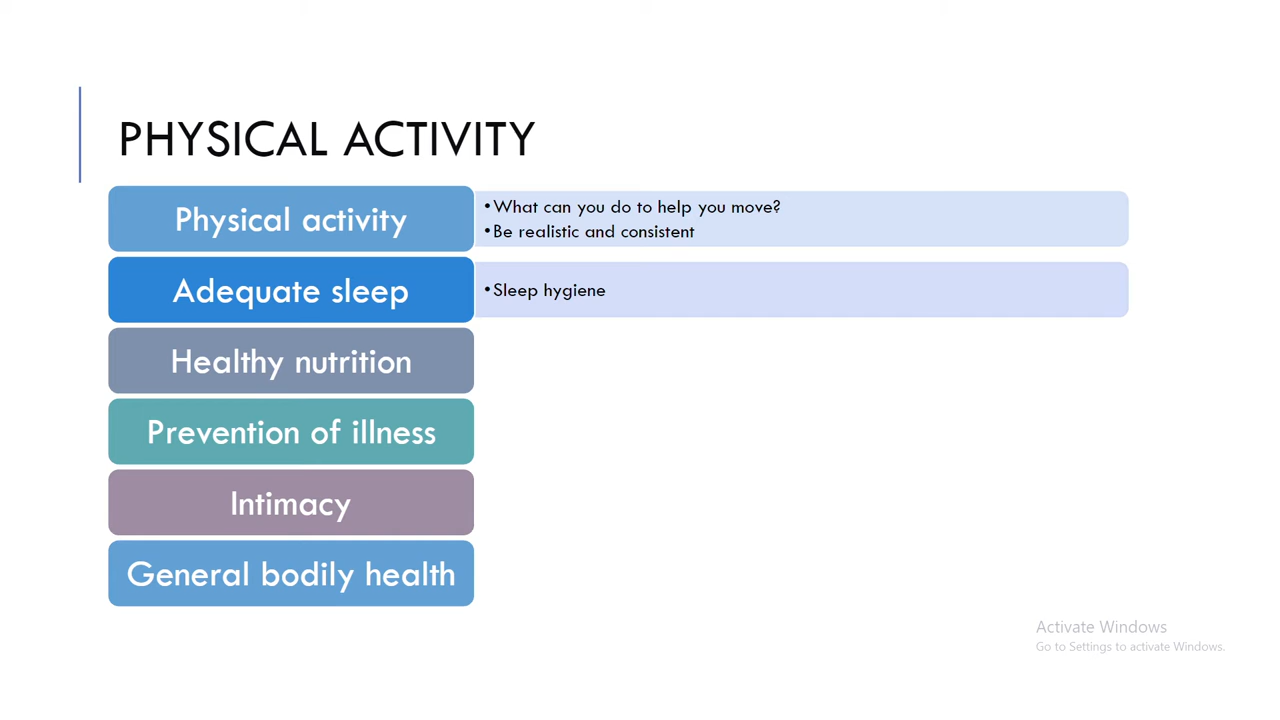 PHYSICAL ACTIVITY
Physical activity
•What can you do to help you move?
•Be realistic and consistent
Adequate sleep
•Sleep hygiene
Healthy nutrition
Prevention of illness
Intimacy
General bodily health
Activate Windows
Go to Settings to activate Windows.